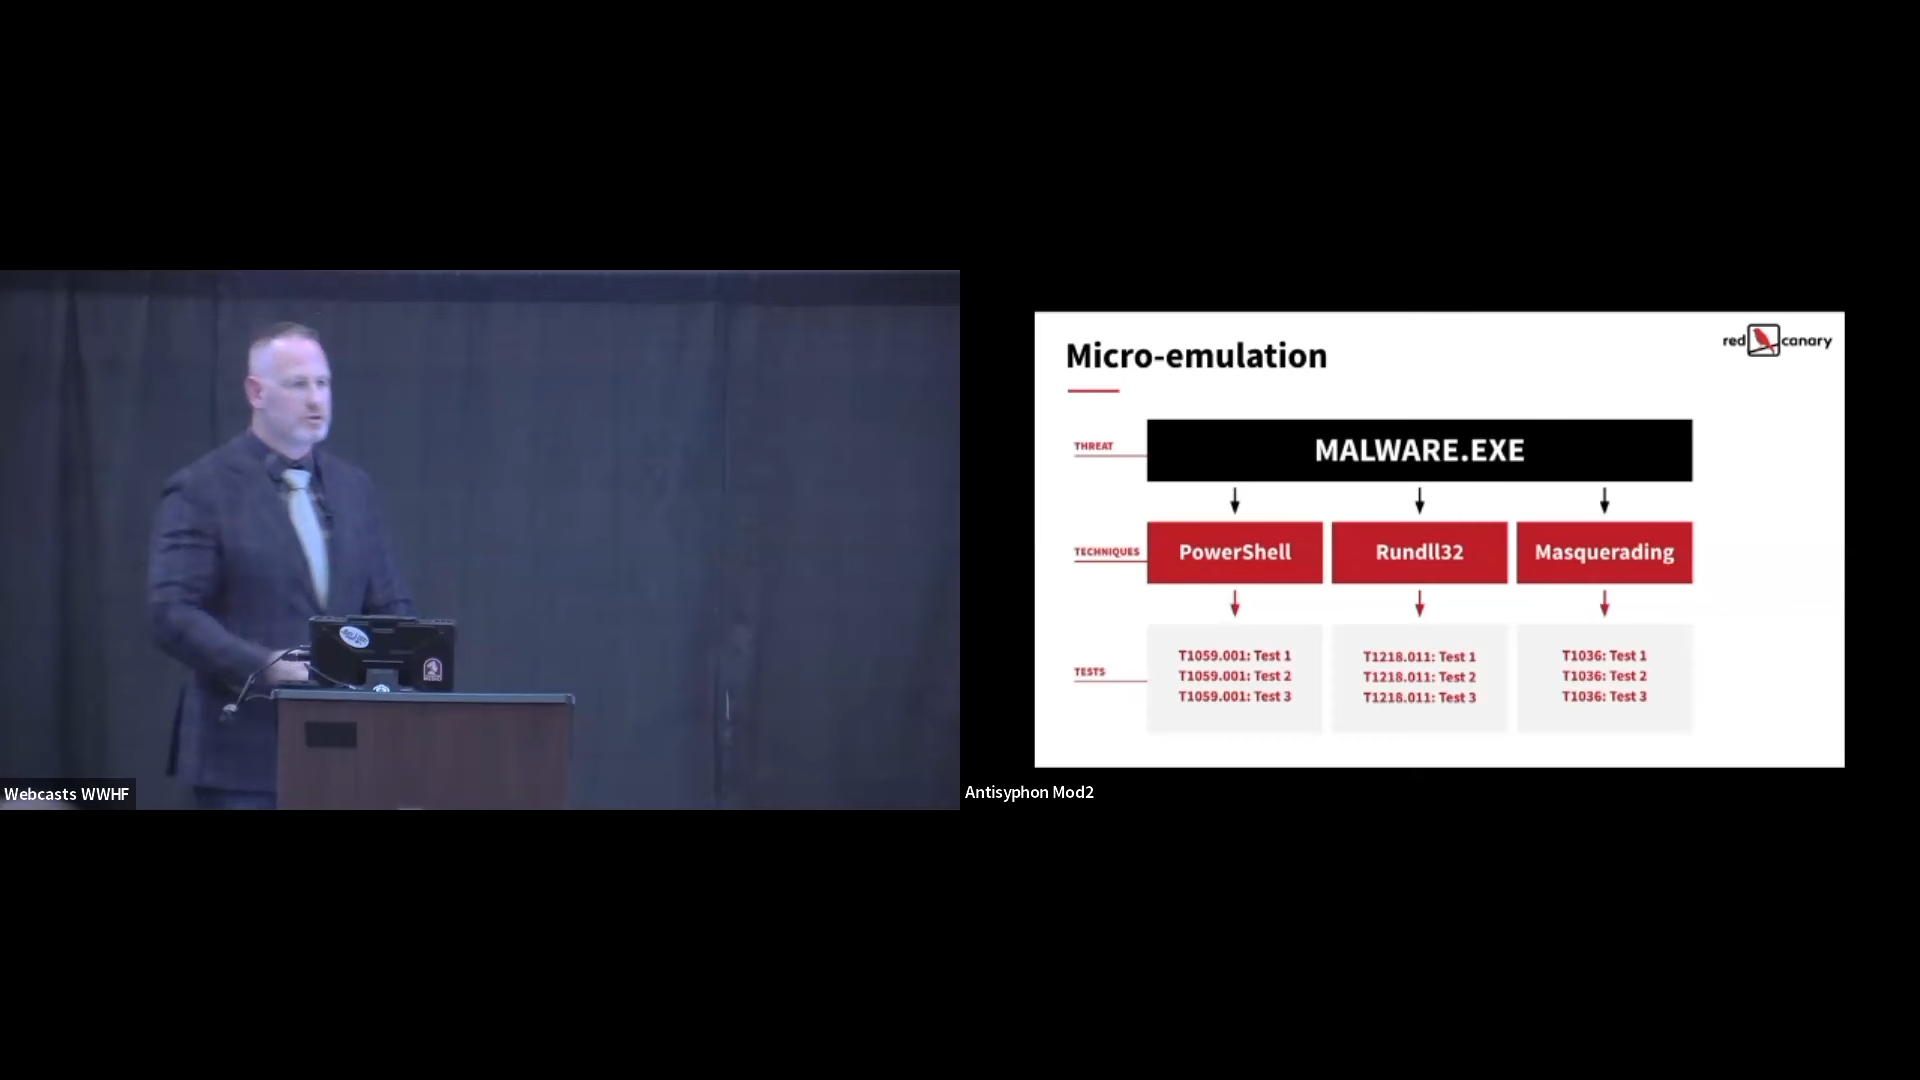 Webcasts WWHF
red canary
Micro-emulation
THREAT
MALWARE.EXE
TECHNIQUES
PowerShell
Rundll32
Masquerading
TESTS
T1059.001: Test 1
T1059.001: Test 2
T1059.001: Test 3
T1218.011: Test 1
T1218.011: Test 2
T1218.011: Test 3
T1036: Test 1
T1036: Test 2
T1036: Test 3
Antisyphon Mod2